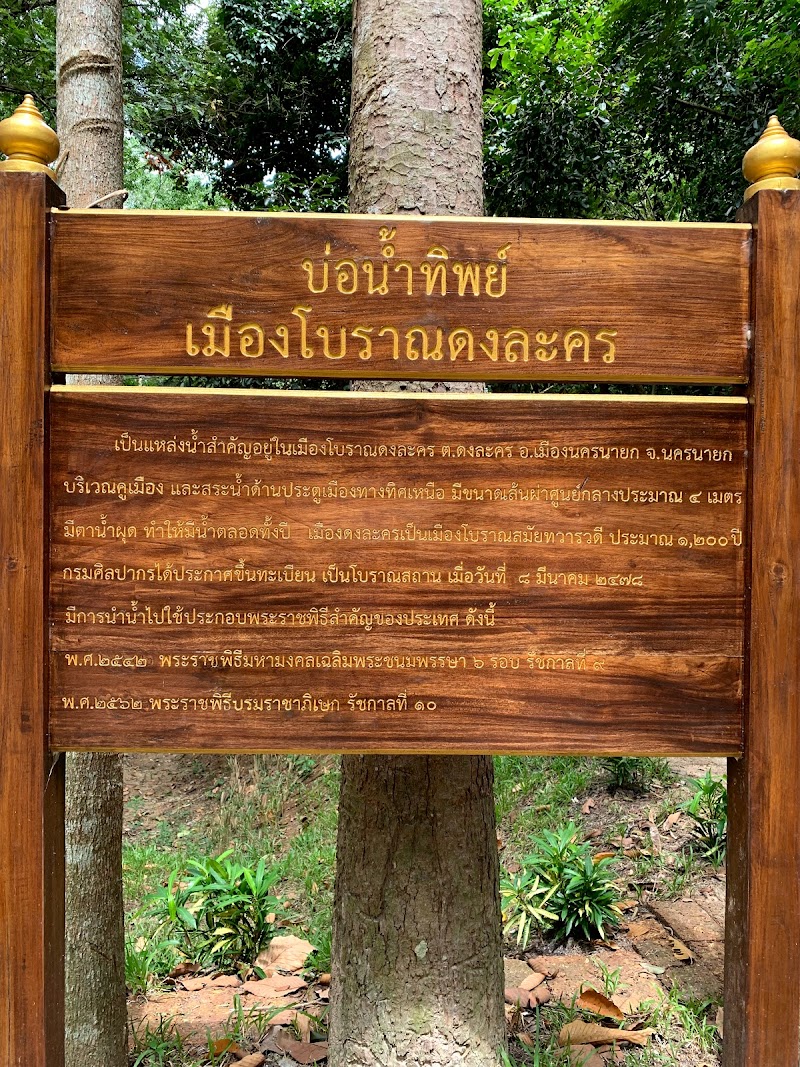 บ่อน้ำทิพย์
เมืองโบราณดงละคร
เป็นแหล่งน้ำสำคัญอยู่ในเมืองโบราณดงละคร ต.ดงละคร อ.เมืองนครนายก จ.นครนายก
บริเวณคูเมือง และสระน้ำด้านประตูเมืองทางทิศเหนือ มีขนาดเส้นผ่าศูนย์กลางประมาณ ๔ เมตร
มีตาน้ำผุด ทำให้มีน้ำตลอดทั้งปี เมืองดงละครเป็นเมืองโบราณสมัยทวารวดี ประมาณ ๑,๒๐๐ ปี
กรมศิลปากรได้ประกาศขึ้นทะเบียน เป็นโบราณสถาน เมื่อวันที่ ๘ มีนาคม ๒๔๗๘
มีการนำน้ำไปใช้ประกอบพระราชพิธีสำคัญของประเทศ ดังนี้
พ.ศ.๒๕๔๒ พระราชพิธีมหามงคลเฉลิมพระชนมพรรษา ๖ รอบ รัชกาลที่ ๙
พ.ศ.๒๕๖๒ พระราชพิธีบรมราชาภิเษก รัชกาลที่ ๑๐